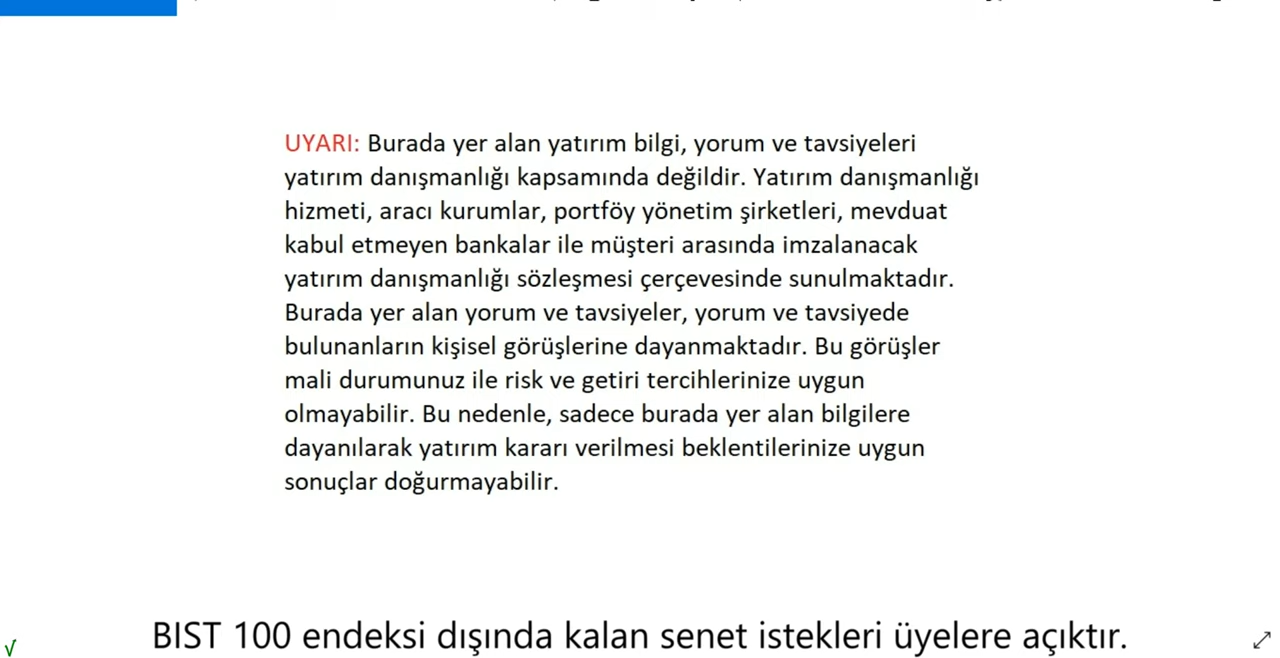 UYARI: Burada yer alan yatırım bilgi, yorum ve tavsiyeleri
yatırım danışmanlığı kapsamında değildir. Yatırım danışmanlığı
hizmeti, aracı kurumlar, portföy yönetim şirketleri, mevduat
kabul etmeyen bankalar ile müşteri arasında imzalanacak
yatırım danışmanlığı sözleşmesi çerçevesinde sunulmaktadır.
Burada yer alan yorum ve tavsiyeler, yorum ve tavsiyede
bulunanların kişisel görüşlerine dayanmaktadır. Bu görüşler
mali durumunuz ile risk ve getiri tercihlerinize uygun
olmayabilir. Bu nedenle, sadece burada yer alan bilgilere
dayanılarak yatırım kararı verilmesi beklentilerinize uygun
sonuçlar doğurmayabilir.
BIST 100 endeksi dışında kalan senet istekleri üyelere açıktır.